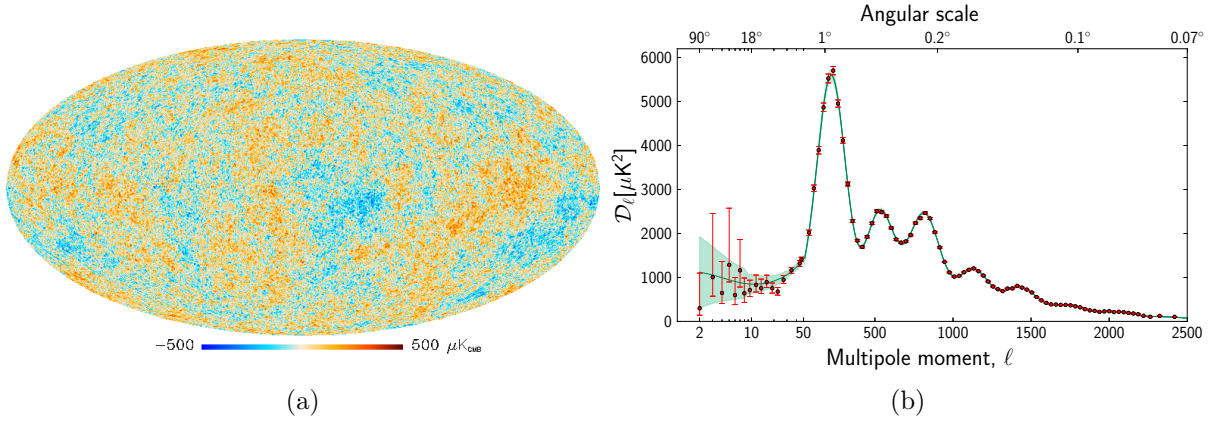 −500 500 μK_CMB
(a)
Angular scale
90° 18° 1° 0.2° 0.1° 0.07°
6000
5000
4000
3000
2000
1000
0
𝒟_ℓ[μK²]
2 10 50 500 1000 1500 2000 2500
Multipole moment, ℓ
(b)